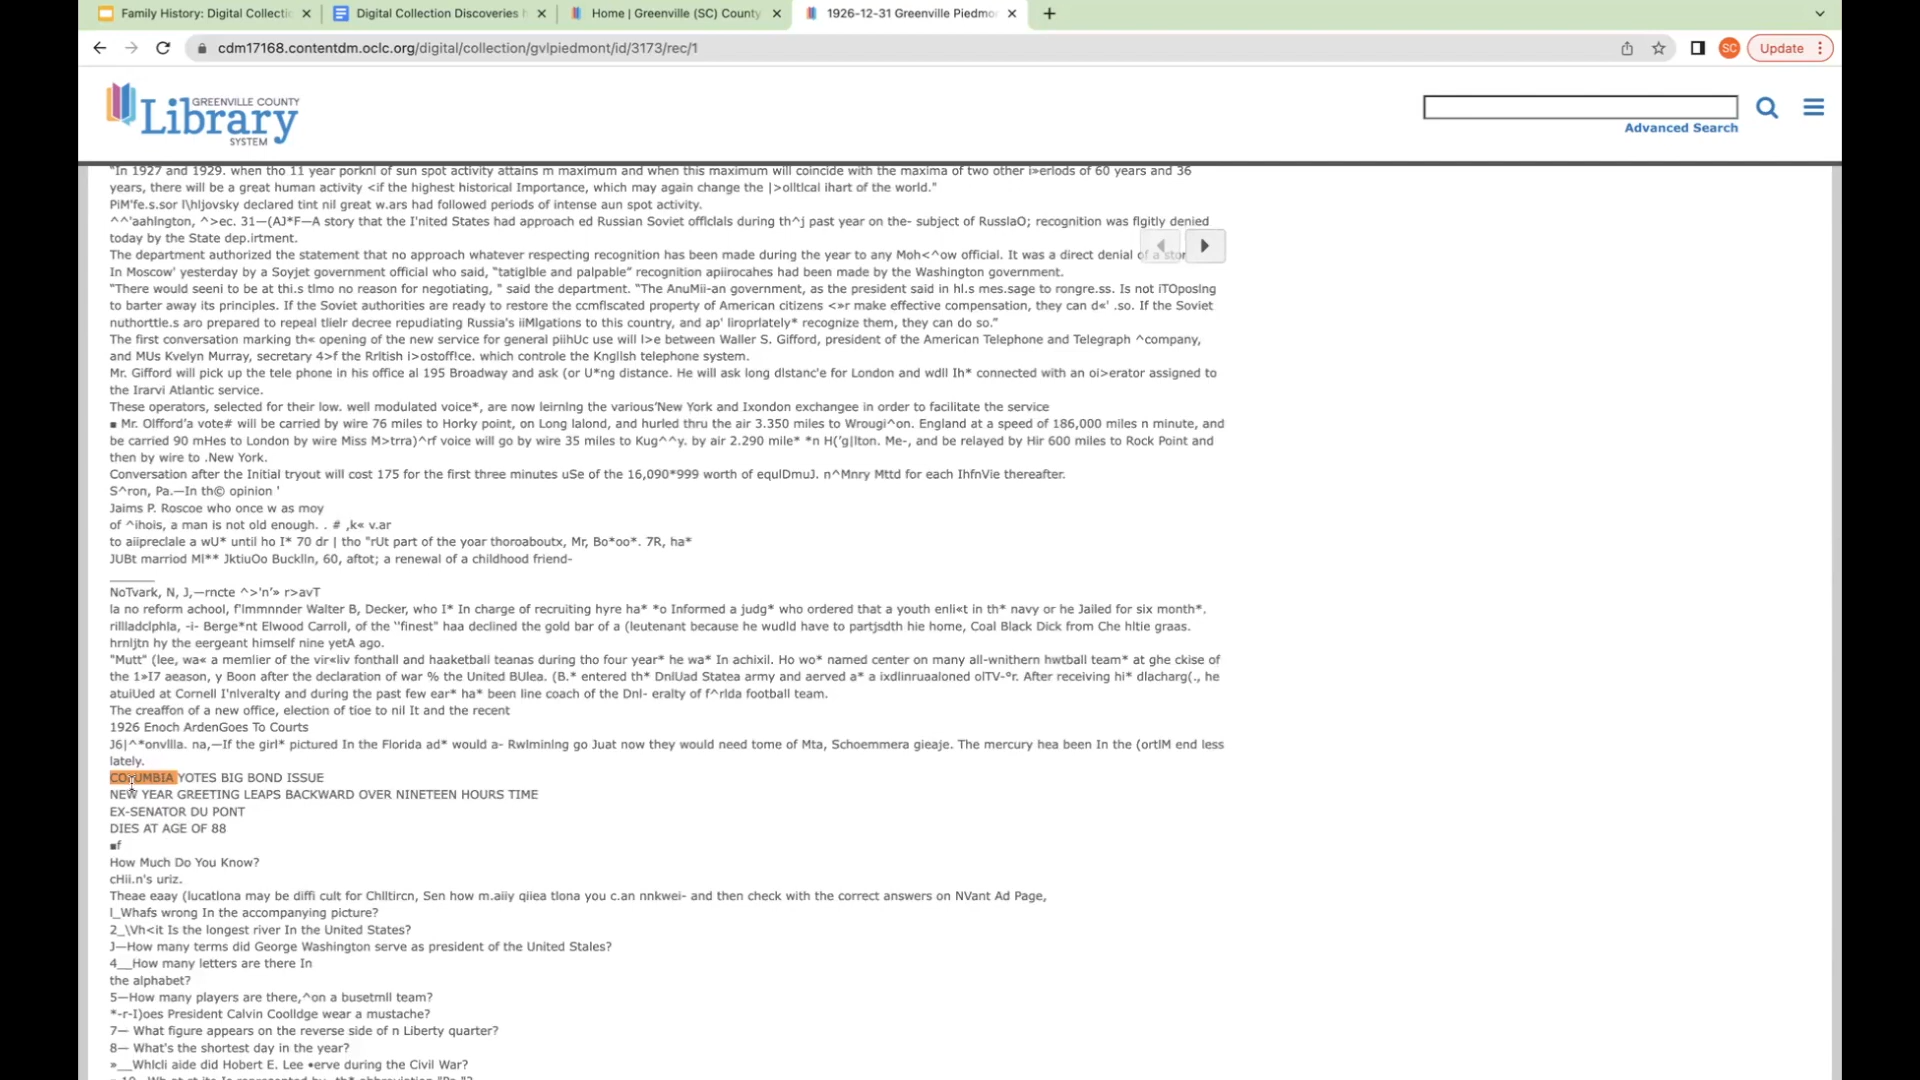 Family History: Digital Collectic
Digital Collection Discoveries h
Home | Greenville (SC) County
1926-12-31 Greenville Piedmo
cdm17168.contentdm.oclc.org/digital/collection/gvlpiedmont/id/3173/rec/1
SC
Update
GREENVILLE COUNTY
Library
SYSTEM
Advanced Search
"In 1927 and 1929. when tho 11 year porknl of sun spot activity attains m maximum and when this maximum will coincide with the maxima of two other i>erlods of 60 years and 36
years, there will be a great human activity <if the highest historical Importance, which may again change the |>olltlcal ihart of the world."
PiM'fe.s.sor l\hljovsky declared tint nil great w.ars had followed periods of intense aun spot activity.
^^'aahlngton, ^>ec. 31—(AJ*F—A story that the I'nited States had approach ed Russian Soviet offlclals during th^j past year on the- subject of RusslaO; recognition was flgitly denied
today by the State dep.irtment.
The department authorized the statement that no approach whatever respecting recognition has been made during the year to any Moh<^ow official. It was a direct denial of a stor
In Moscow' yesterday by a Soyjet government official who said, "tatiglble and palpable" recognition apiirocahes had been made by the Washington government.
"There would seeni to be at thi.s tlmo no reason for negotiating, " said the department. "The AnuMii-an government, as the president said in hl.s mes.sage to rongre.ss. Is not iTOposlng
to barter away its principles. If the Soviet authorities are ready to restore the ccmflscated property of American citizens <»r make effective compensation, they can d«' .so. If the Soviet
nuthorttle.s aro prepared to repeal tlielr decree repudiating Russia's iiMlgations to this country, and ap' liroprlately* recognize them, they can do so."
The first conversation marking th« opening of the new service for general piihUc use will l>e between Waller S. Gifford, president of the American Telephone and Telegraph ^company,
and MUs Kvelyn Murray, secretary 4>f the Rrltish i>ostoff!ce. which controle the Kngllsh telephone system.
Mr. Gifford will pick up the tele phone in his office al 195 Broadway and ask (or U*ng distance. He will ask long dlstanc'e for London and wdll Ih* connected with an oi>erator assigned to
the Irarvi Atlantic service.
These operators, selected for their low. well modulated voice*, are now leirnlng the various'New York and Ixondon exchangee in order to facilitate the service
■ Mr. Olfford'a vote# will be carried by wire 76 miles to Horky point, on Long lalond, and hurled thru the air 3.350 miles to Wrougi^on. England at a speed of 186,000 miles n minute, and
be carried 90 mHes to London by wire Miss M>trra)^rf voice will go by wire 35 miles to Kug^^y. by air 2.290 mile* *n H('g|lton. Me-, and be relayed by Hir 600 miles to Rock Point and
then by wire to .New York.
Conversation after the Initial tryout will cost 175 for the first three minutes uSe of the 16,090*999 worth of equlDmuJ. n^Mnry Mttd for each IhfnVie thereafter.
S^ron, Pa.—In th© opinion '
Jaims P. Roscoe who once w as moy
of ^ihois, a man is not old enough. . # ,k« v.ar
to aiipreclale a wU* until ho I* 70 dr | tho "rUt part of the yoar thoroaboutx, Mr, Bo*oo*. 7R, ha*
JUBt marriod Ml** JktiuOo Bucklln, 60, aftot; a renewal of a childhood friend-
______
NoTvark, N, J,—rncte ^>'n'» r>avT
la no reform achool, f'lmmnnder Walter B, Decker, who I* In charge of recruiting hyre ha* *o Informed a judg* who ordered that a youth enli«t in th* navy or he Jailed for six month*.
rillladclphla, -i- Berge*nt Elwood Carroll, of the ''finest" haa declined the gold bar of a (leutenant because he wudld have to partjsdth hie home, Coal Black Dick from Che hltie graas.
hrnljtn hy the eergeant himself nine yetA ago.
"Mutt" (lee, wa« a memlier of the vir«liv fonthall and haaketball teanas during tho four year* he wa* In achixil. Ho wo* named center on many all-wnithern hwtball team* at ghe ckise of
the 1»I7 aeason, y Boon after the declaration of war % the United BUlea. (B.* entered th* DnlUad Statea army and aerved a* a ixdlinruaaloned olTV-°r. After receiving hi* dlacharg(., he
atuiUed at Cornell I'nlveralty and during the past few ear* ha* been line coach of the Dnl- eralty of f^rlda football team.
The creaffon of a new office, election of tioe to nil It and the recent
1926 Enoch ArdenGoes To Courts
J6|^*onvllla. na,—If the girl* pictured In the Florida ad* would a- Rwlminlng go Juat now they would need tome of Mta, Schoemmera gieaje. The mercury hea been In the (ortlM end less
lately.
COLUMBIA YOTES BIG BOND ISSUE
NEW YEAR GREETING LEAPS BACKWARD OVER NINETEEN HOURS TIME
EX-SENATOR DU PONT
DIES AT AGE OF 88
■f
How Much Do You Know?
cHii.n's uriz.
Theae eaay (lucatlona may be diffi cult for Chlltircn, Sen how m.aiiy qiiea tlona you c.an nnkwei- and then check with the correct answers on NVant Ad Page,
l_Whafs wrong In the accompanying picture?
2_\Vh<it Is the longest river In the United States?
J—How many terms did George Washington serve as president of the United Stales?
4__How many letters are there In
the alphabet?
5—How many players are there,^on a busetmll team?
*-r-I)oes President Calvin Coolldge wear a mustache?
7— What figure appears on the reverse side of n Liberty quarter?
8— What's the shortest day in the year?
»__Whlcli aide did Hobert E. Lee •erve during the Civil War?